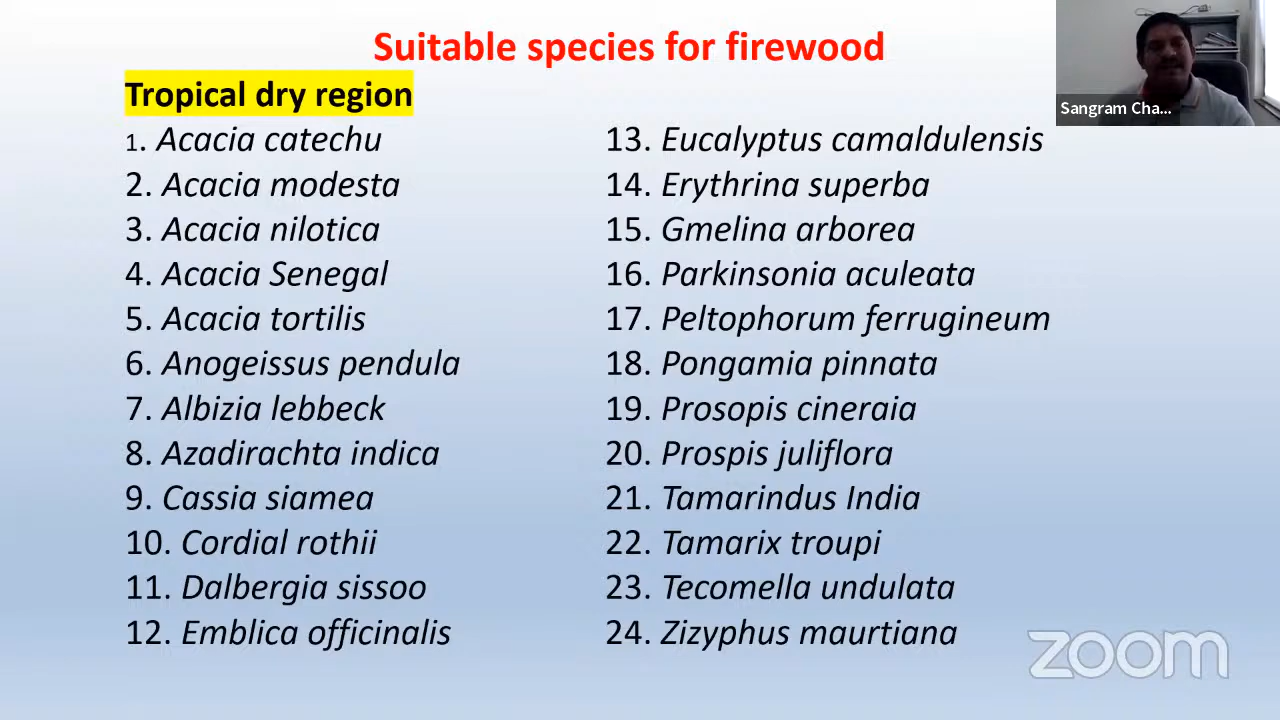 Suitable species for firewood
Tropical dry region
1. Acacia catechu
2. Acacia modesta
3. Acacia nilotica
4. Acacia Senegal
5. Acacia tortilis
6. Anogeissus pendula
7. Albizia lebbeck
8. Azadirachta indica
9. Cassia siamea
10. Cordial rothii
11. Dalbergia sissoo
12. Emblica officinalis
13. Eucalyptus camaldulensis
14. Erythrina superba
15. Gmelina arborea
16. Parkinsonia aculeata
17. Peltophorum ferrugineum
18. Pongamia pinnata
19. Prosopis cineraia
20. Prospis juliflora
21. Tamarindus India
22. Tamarix troupi
23. Tecomella undulata
24. Zizyphus maurtiana
Sangram Cha...
zoom